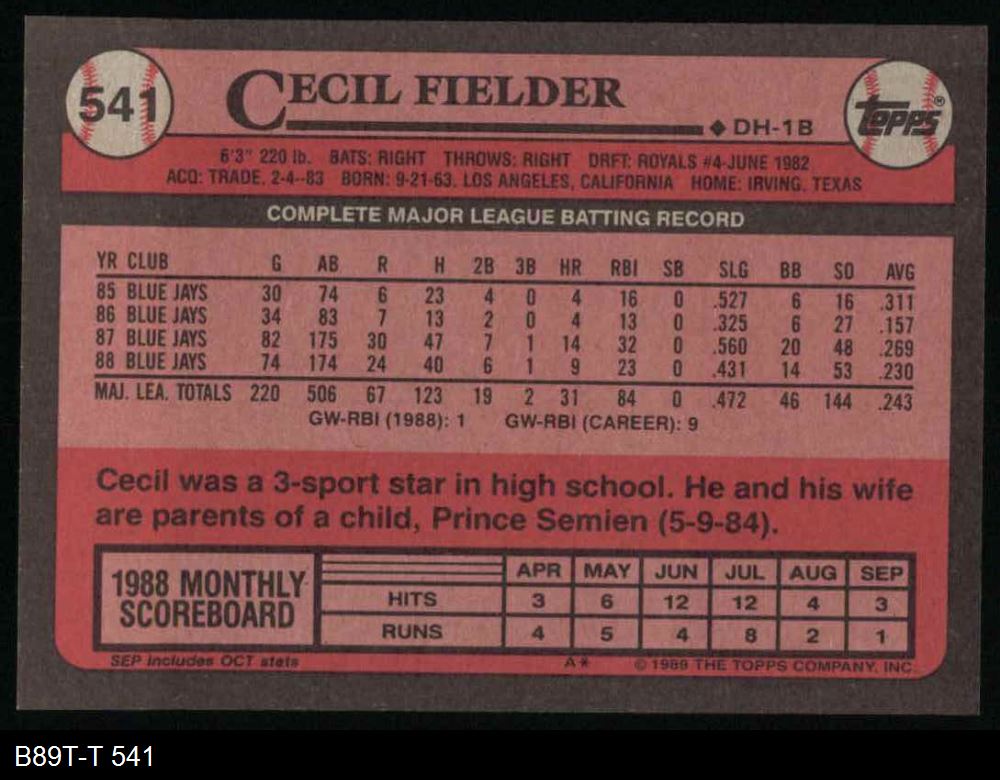 541
CECIL FIELDER
Topps®
◆ DH-1B
6'3" 220 lb. BATS: RIGHT THROWS: RIGHT DRFT: ROYALS #4-JUNE 1982
ACQ: TRADE, 2-4--83 BORN: 9-21-63, LOS ANGELES, CALIFORNIA HOME: IRVING, TEXAS
COMPLETE MAJOR LEAGUE BATTING RECORD
YR CLUB G AB R H 2B 3B HR RBI SB SLG BB SO AVG
85 BLUE JAYS 30 74 6 23 4 0 4 16 0 .527 6 16 .311
86 BLUE JAYS 34 83 7 13 2 0 4 13 0 .325 6 27 .157
87 BLUE JAYS 82 175 30 47 7 1 14 32 0 .560 20 48 .269
88 BLUE JAYS 74 174 24 40 6 1 9 23 0 .431 14 53 .230
MAJ. LEA. TOTALS 220 506 67 123 19 2 31 84 0 .472 46 144 .243
GW-RBI (1988): 1 GW-RBI (CAREER): 9
Cecil was a 3-sport star in high school. He and his wife
are parents of a child, Prince Semien (5-9-84).
1988 MONTHLY
SCOREBOARD
APR MAY JUN JUL AUG SEP
HITS 3 6 12 12 4 3
RUNS 4 5 4 8 2 1
SEP includes OCT stats
A* © 1989 THE TOPPS COMPANY, INC.
B89T-T 541